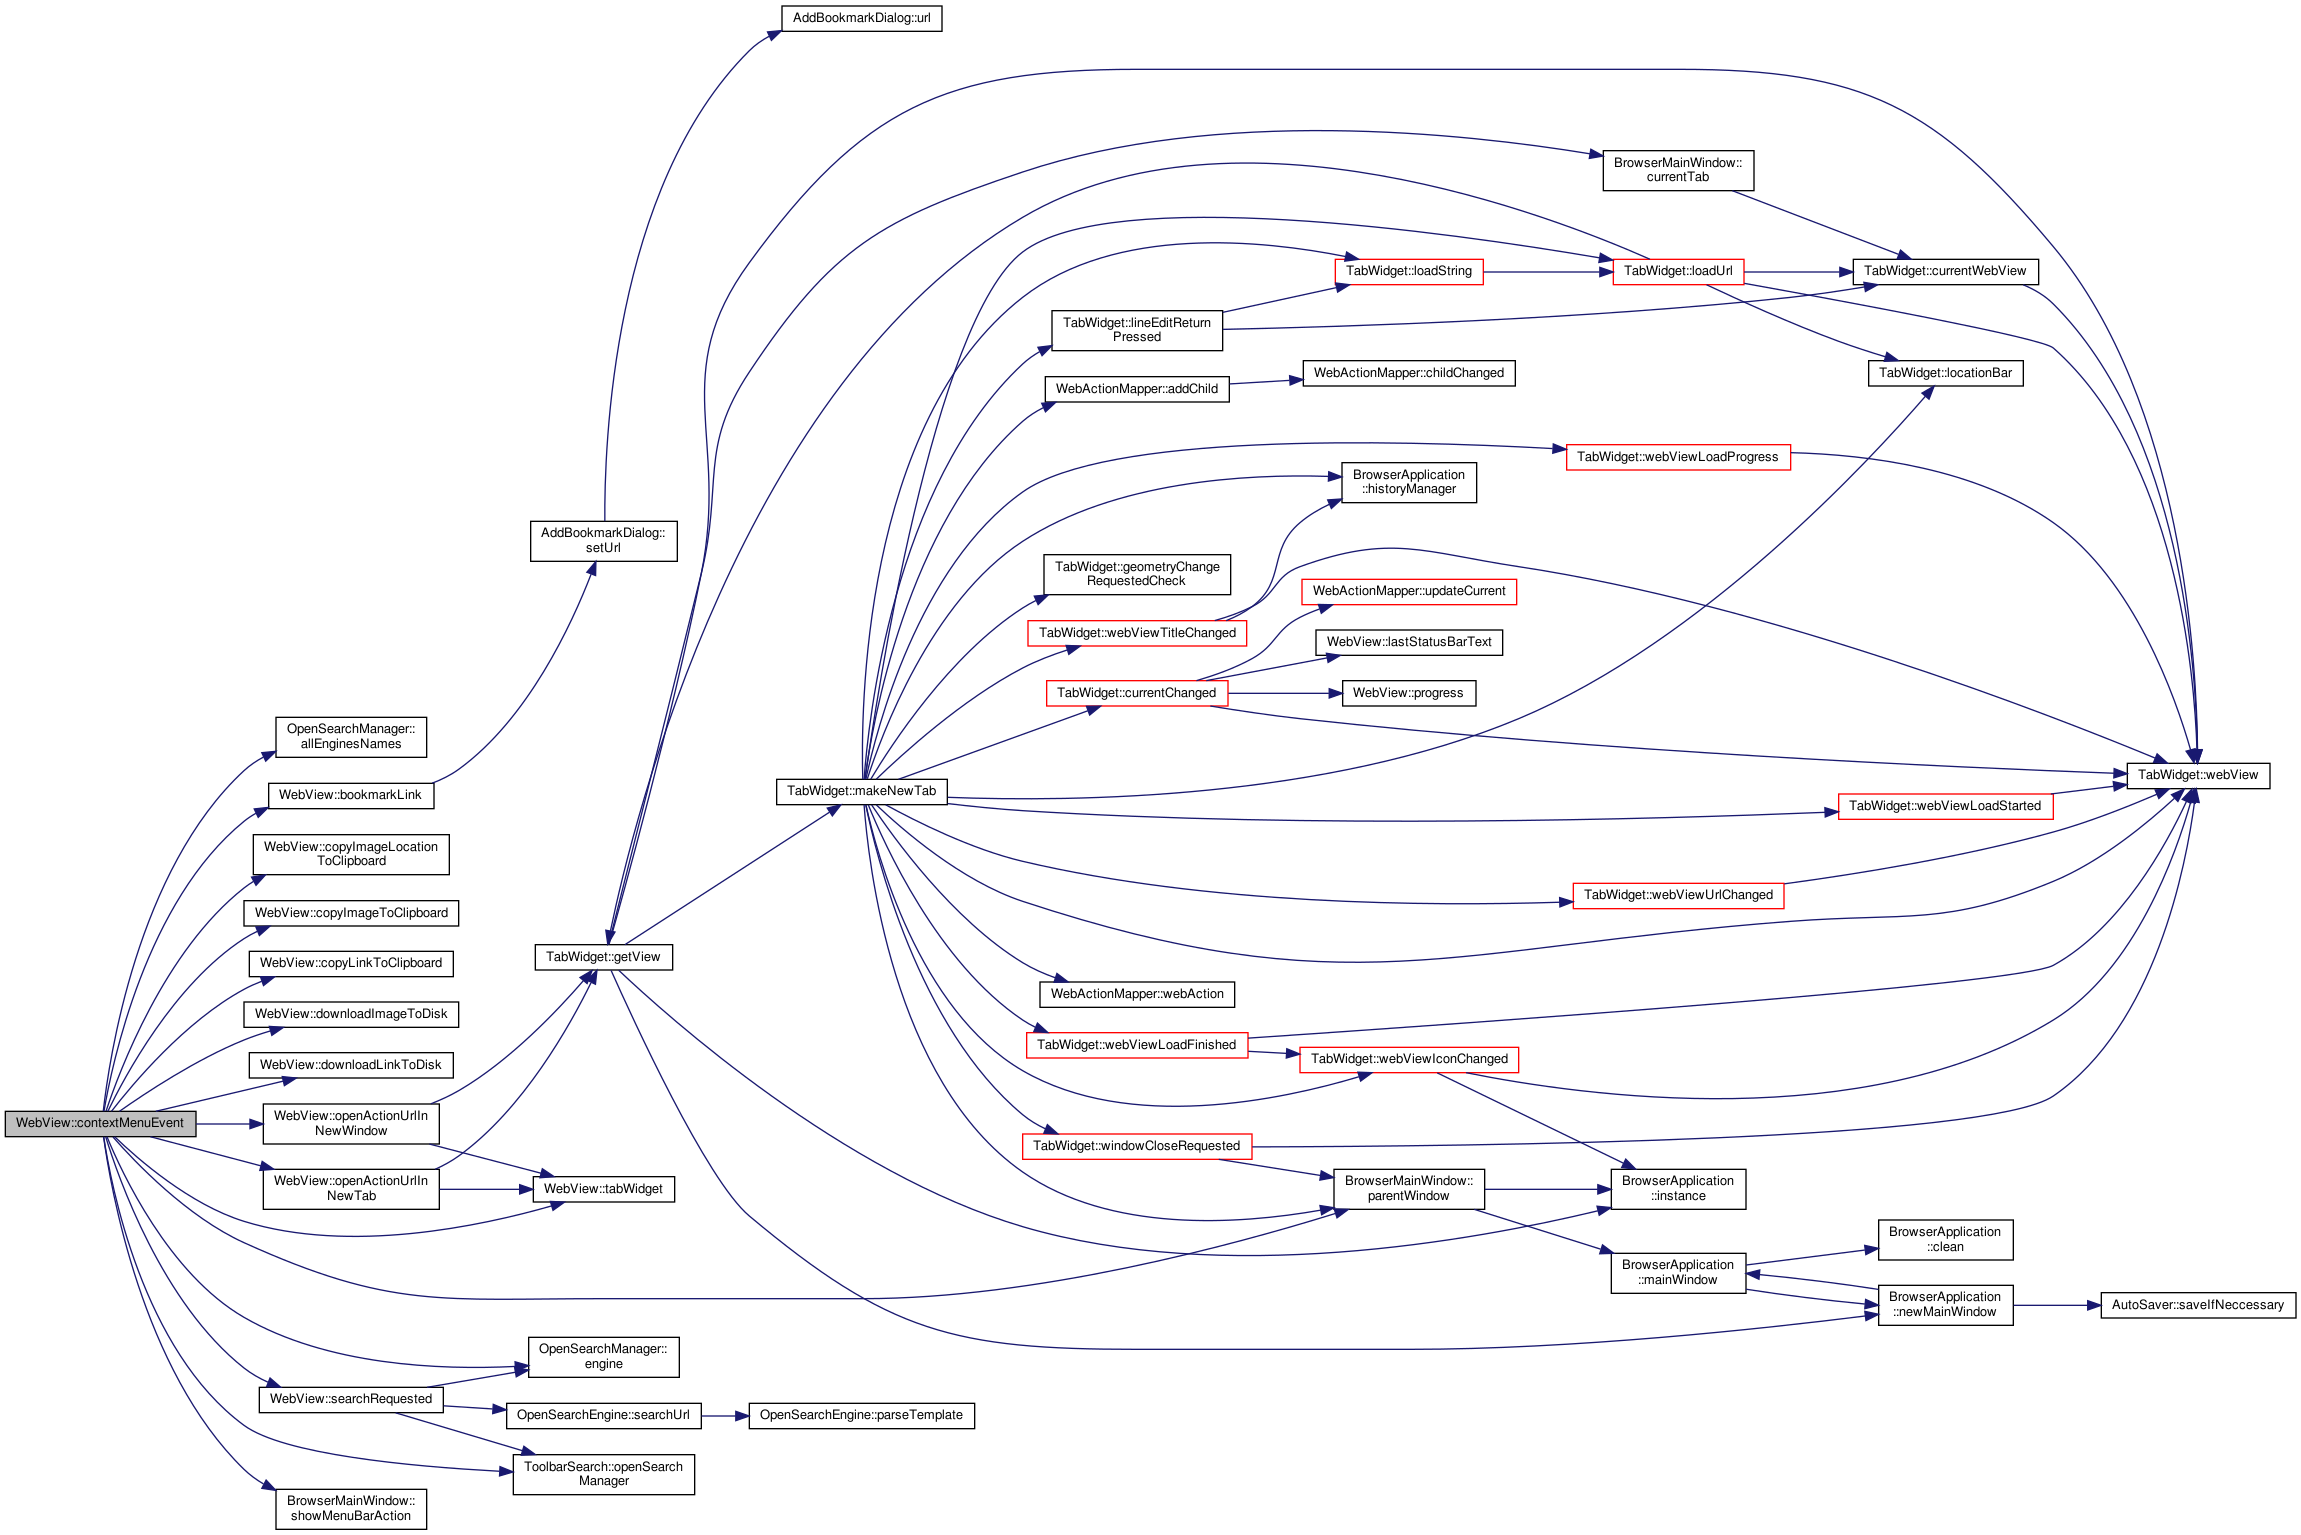 AddBookmarkDialog::url
BrowserMainWindow::
currentTab
TabWidget::loadString
TabWidget::loadUrl
TabWidget::currentWebView
TabWidget::lineEditReturn
Pressed
WebActionMapper::addChild
WebActionMapper::childChanged
TabWidget::locationBar
TabWidget::webViewLoadProgress
BrowserApplication
::historyManager
AddBookmarkDialog::
setUrl
TabWidget::geometryChange
RequestedCheck
WebActionMapper::updateCurrent
TabWidget::webViewTitleChanged
WebView::lastStatusBarText
TabWidget::currentChanged
WebView::progress
OpenSearchManager::
allEnginesNames
WebView::bookmarkLink
TabWidget::makeNewTab
TabWidget::webView
TabWidget::webViewLoadStarted
WebView::copyImageLocation
ToClipboard
TabWidget::webViewUrlChanged
WebView::copyImageToClipboard
TabWidget::getView
WebView::copyLinkToClipboard
WebActionMapper::webAction
WebView::downloadImageToDisk
TabWidget::webViewLoadFinished
TabWidget::webViewIconChanged
WebView::downloadLinkToDisk
WebView::contextMenuEvent
WebView::openActionUrlIn
NewWindow
TabWidget::windowCloseRequested
WebView::openActionUrlIn
NewTab
WebView::tabWidget
BrowserMainWindow::
parentWindow
BrowserApplication
::instance
BrowserApplication
::clean
BrowserApplication
::mainWindow
BrowserApplication
::newMainWindow
AutoSaver::saveIfNeccessary
OpenSearchManager::
engine
WebView::searchRequested
OpenSearchEngine::searchUrl
OpenSearchEngine::parseTemplate
ToolbarSearch::openSearch
Manager
BrowserMainWindow::
showMenuBarAction